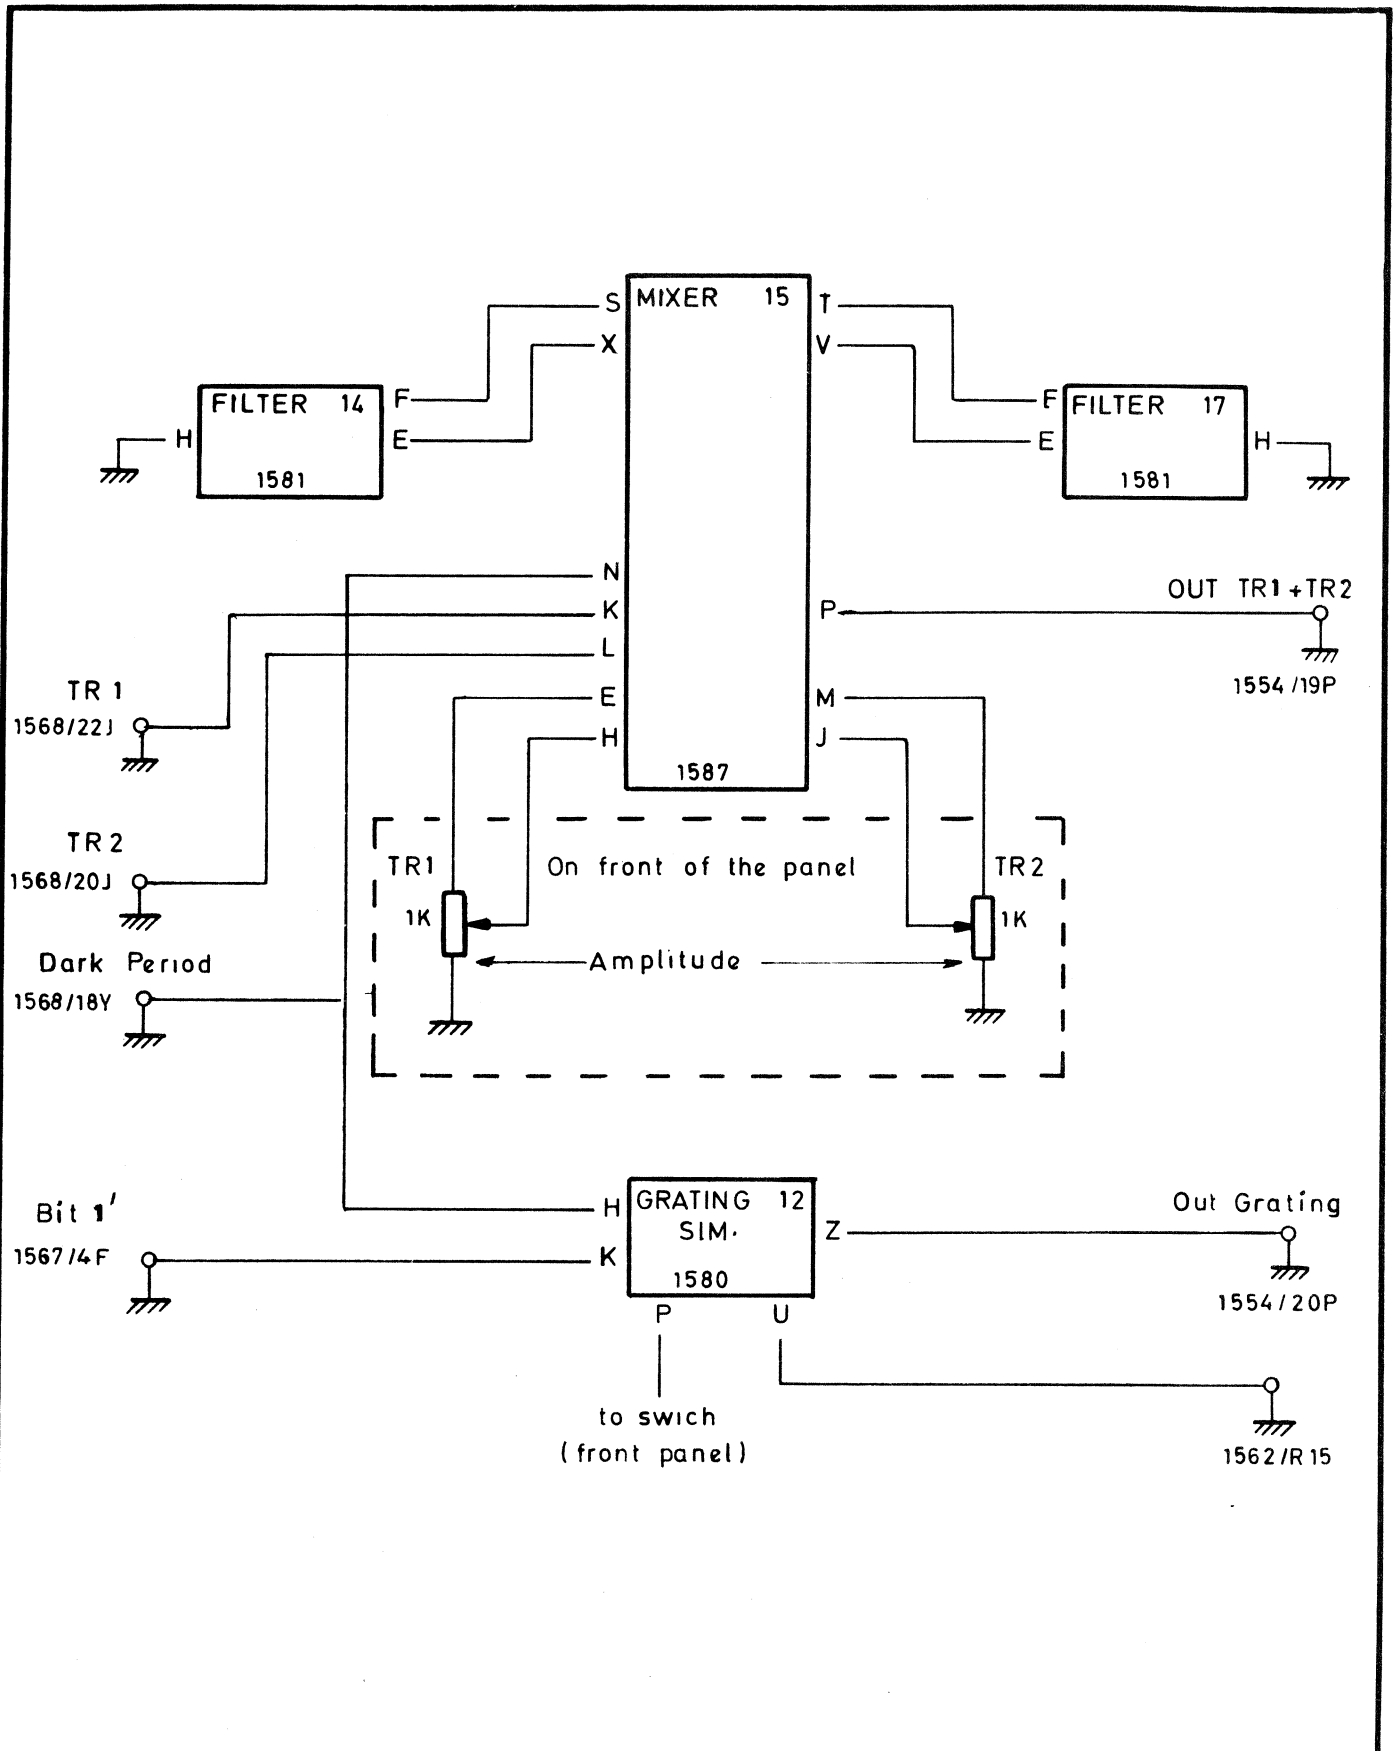 S MIXER 15 T
X V
FILTER 14 F
H E
1581
F FILTER 17
E H
1581
N
K P OUT TR1+TR2
L
1554/19P
TR 1
1568/22J
E M
H J
1587
TR 2
1568/20J
TR1 On front of the panel TR2
1K 1K
Amplitude
Dark Period
1568/18Y
Bit 1'
1567/4F
H GRATING 12
SIM. Z
K
1580
P U
Out Grating
1554/20P
to swich
(front panel)
1562/R15